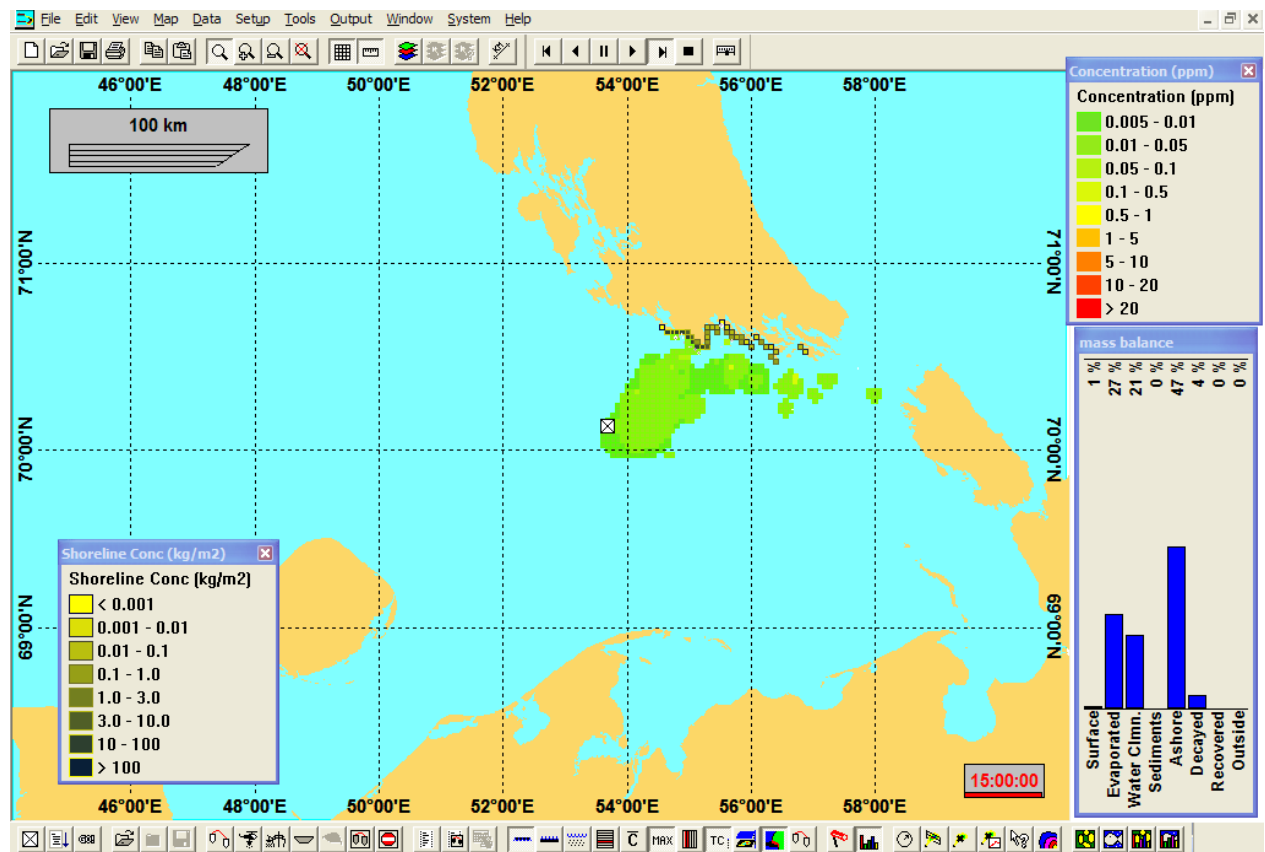 File Edit View Map Data Setup Tools Output Window System Help
46°00'E 48°00'E 50°00'E 52°00'E 54°00'E 56°00'E 58°00'E
100 km
71°00'N
71°00'N
70°00'N
70°00'N
69°00'N
69°00'N
Concentration (ppm)
Concentration (ppm)
0.005 - 0.01
0.01 - 0.05
0.05 - 0.1
0.1 - 0.5
0.5 - 1
1 - 5
5 - 10
10 - 20
> 20
mass balance
1 %
27 %
21 %
0 %
47 %
4 %
0 %
0 %
Surface
Evaporated
Water Clmn.
Sediments
Ashore
Decayed
Recovered
Outside
Shoreline Conc (kg/m2)
Shoreline Conc (kg/m2)
< 0.001
0.001 - 0.01
0.01 - 0.1
0.1 - 1.0
1.0 - 3.0
3.0 - 10.0
10 - 100
> 100
15:00:00
46°00'E 48°00'E 50°00'E 52°00'E 54°00'E 56°00'E 58°00'E
C MAX TC